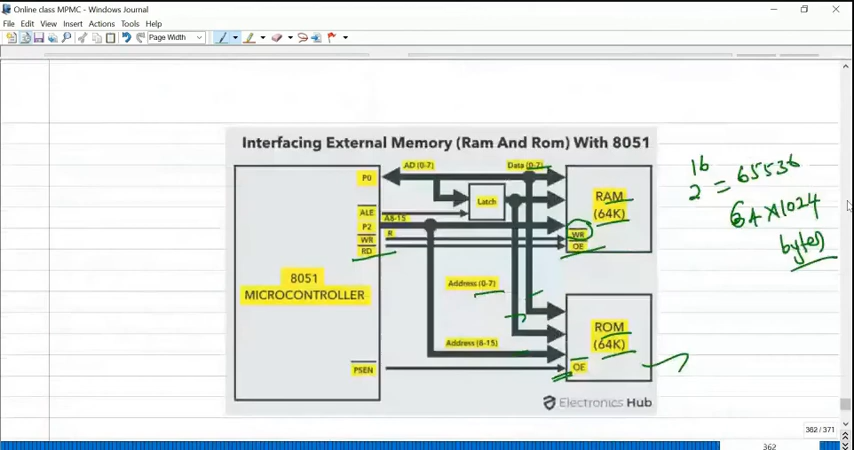 Online class MPMC - Windows Journal
File Edit View Insert Actions Tools Help
Page Width
Interfacing External Memory (Ram And Rom) With 8051
AD (0-7)
Data (0-7)
P0
Latch
RAM
(64K)
ALE
A8-15
P2
R
WR
WR
RD
OE
8051
MICROCONTROLLER
Address (0-7)
ROM
(64K)
Address (8-15)
PSEN
OE
Electronics Hub
2^16 = 65536
64 X 1024
bytes
362 / 371
362